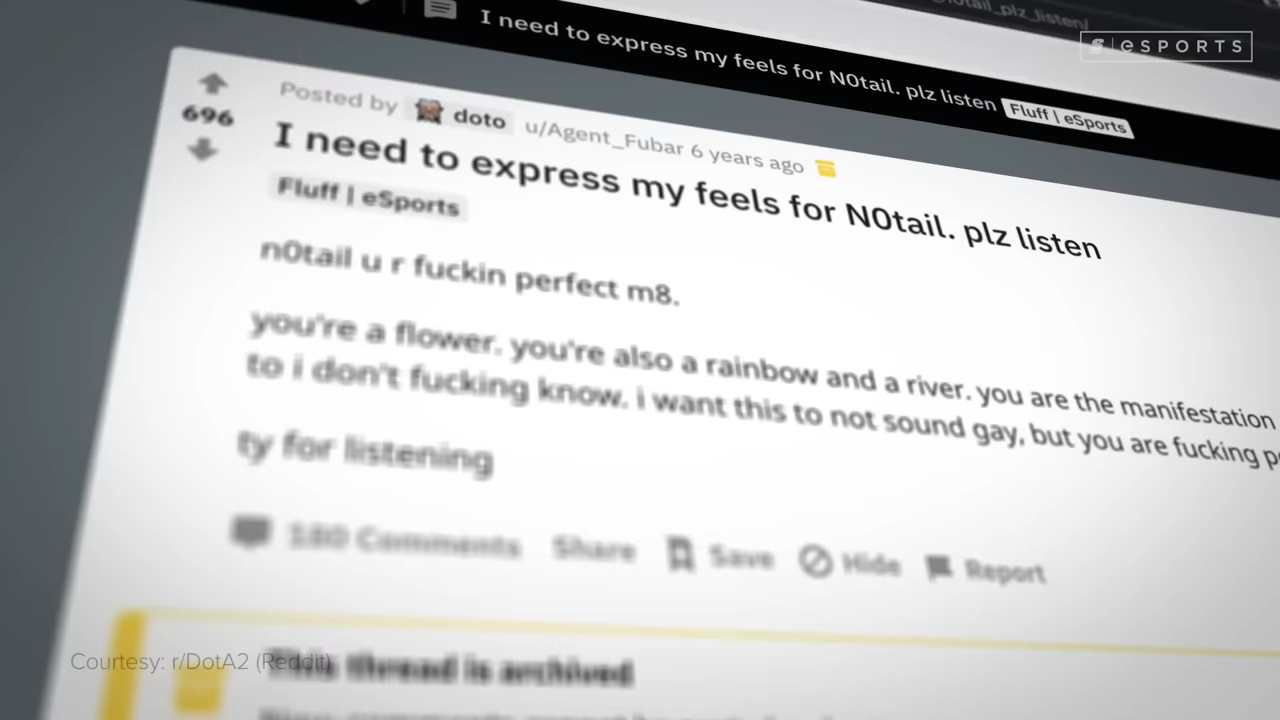 0tail_plz_listen/
I need to express my feels for N0tail. plz listen Fluff | eSports
eSPORTS
696
Posted by doto u/Agent_Fubar 6 years ago
I need to express my feels for N0tail. plz listen
Fluff | eSports
n0tail u r fuckin perfect m8.
you're a flower. you're also a rainbow and a river. you are the manifestation
to i don't fucking know. i want this to not sound gay, but you are fucking
ty for listening
180 Comments Share Save Hide Report
This thread is archived
Courtesy: r/DotA2 (Reddit)